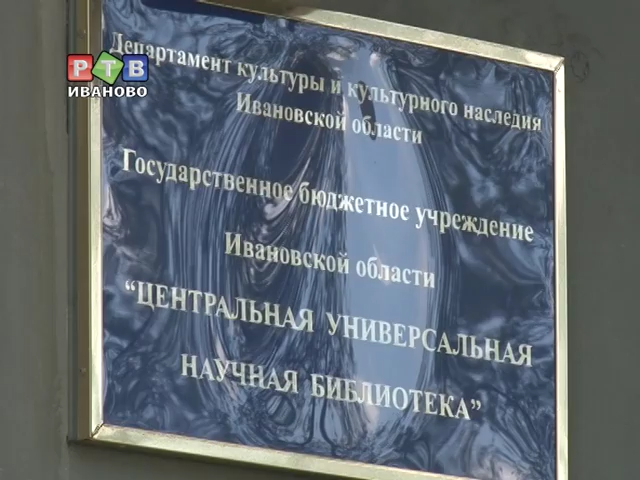 Департамент культуры и культурного наследия
Ивановской области
Государственное бюджетное учреждение
Ивановской области
“ЦЕНТРАЛЬНАЯ УНИВЕРСАЛЬНАЯ
НАУЧНАЯ БИБЛИОТЕКА”
РТВ
ИВАНОВО